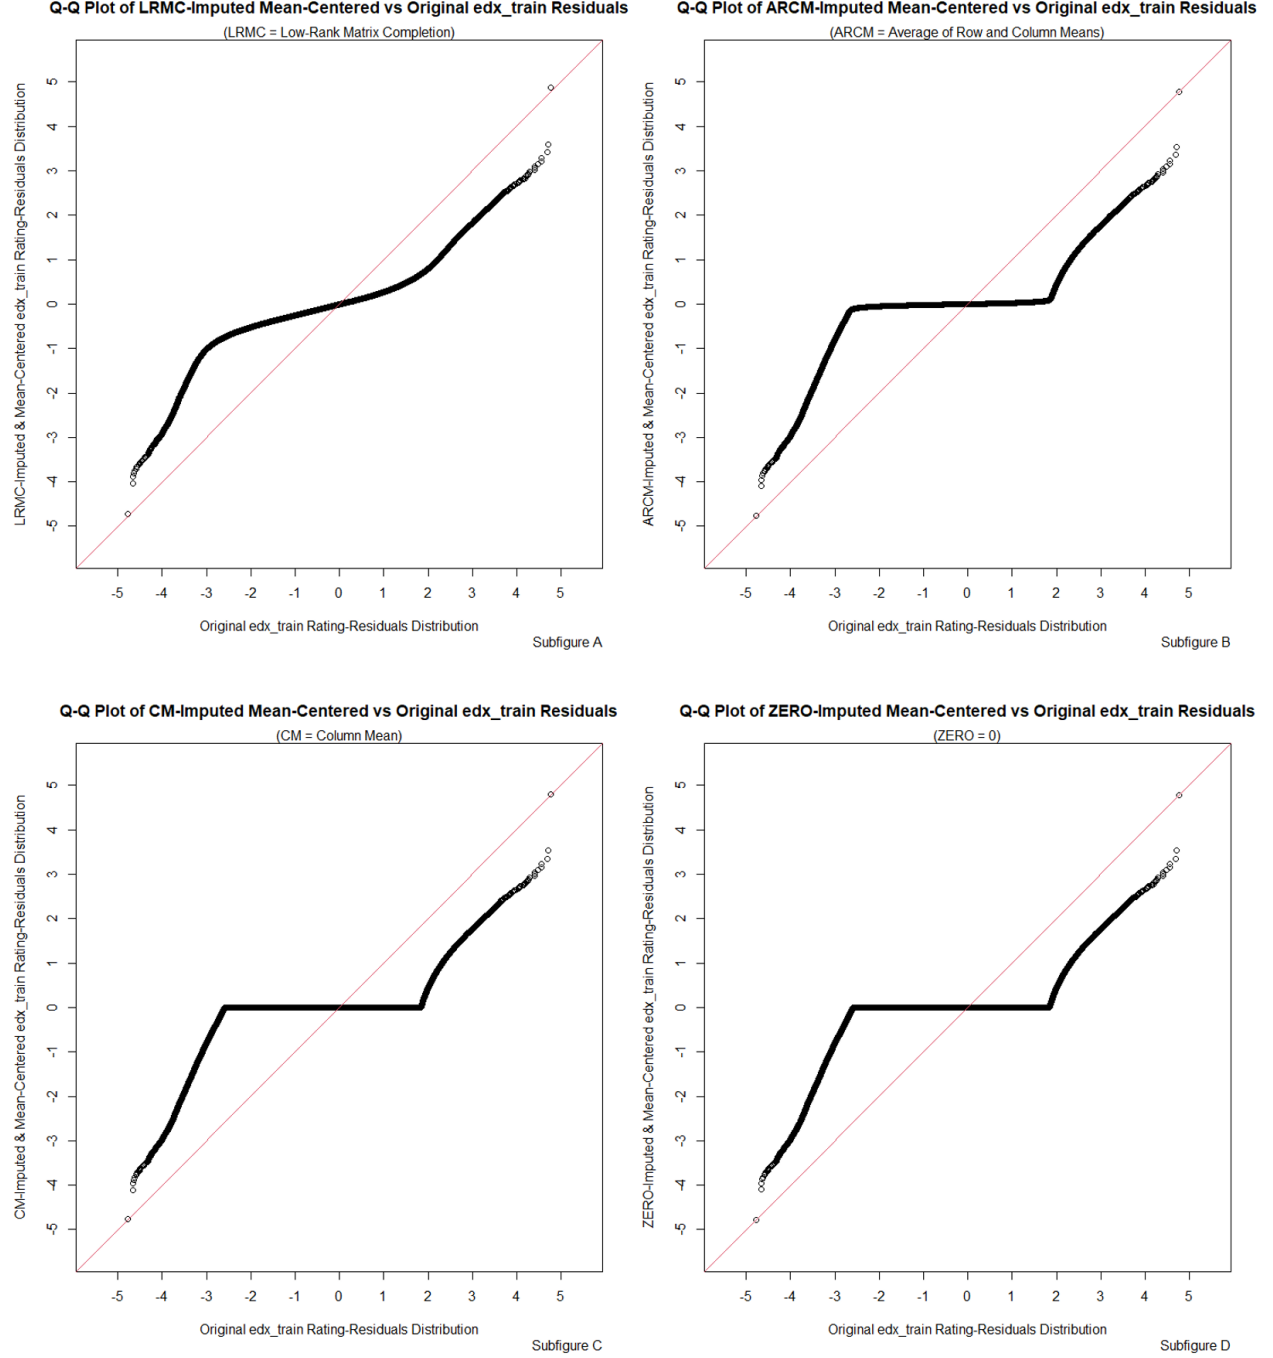 Q-Q Plot of LRMC-Imputed Mean-Centered vs Original edx_train Residuals
(LRMC = Low-Rank Matrix Completion)
LRMC-Imputed & Mean-Centered edx_train Rating-Residuals Distribution
5
4
3
2
1
0
-1
-2
-3
-4
-5
-5 -4 -3 -2 -1 0 1 2 3 4 5
Original edx_train Rating-Residuals Distribution
Subfigure A
Q-Q Plot of ARCM-Imputed Mean-Centered vs Original edx_train Residuals
(ARCM = Average of Row and Column Means)
ARCM-Imputed & Mean-Centered edx_train Rating-Residuals Distribution
5
4
3
2
1
0
-1
-2
-3
-4
-5
-5 -4 -3 -2 -1 0 1 2 3 4 5
Original edx_train Rating-Residuals Distribution
Subfigure B
Q-Q Plot of CM-Imputed Mean-Centered vs Original edx_train Residuals
(CM = Column Mean)
CM-Imputed & Mean-Centered edx_train Rating-Residuals Distribution
5
4
3
2
1
0
-1
-2
-3
-4
-5
-5 -4 -3 -2 -1 0 1 2 3 4 5
Original edx_train Rating-Residuals Distribution
Subfigure C
Q-Q Plot of ZERO-Imputed Mean-Centered vs Original edx_train Residuals
(ZERO = 0)
ZERO-Imputed & Mean-Centered edx_train Rating-Residuals Distribution
5
4
3
2
1
0
-1
-2
-3
-4
-5
-5 -4 -3 -2 -1 0 1 2 3 4 5
Original edx_train Rating-Residuals Distribution
Subfigure D